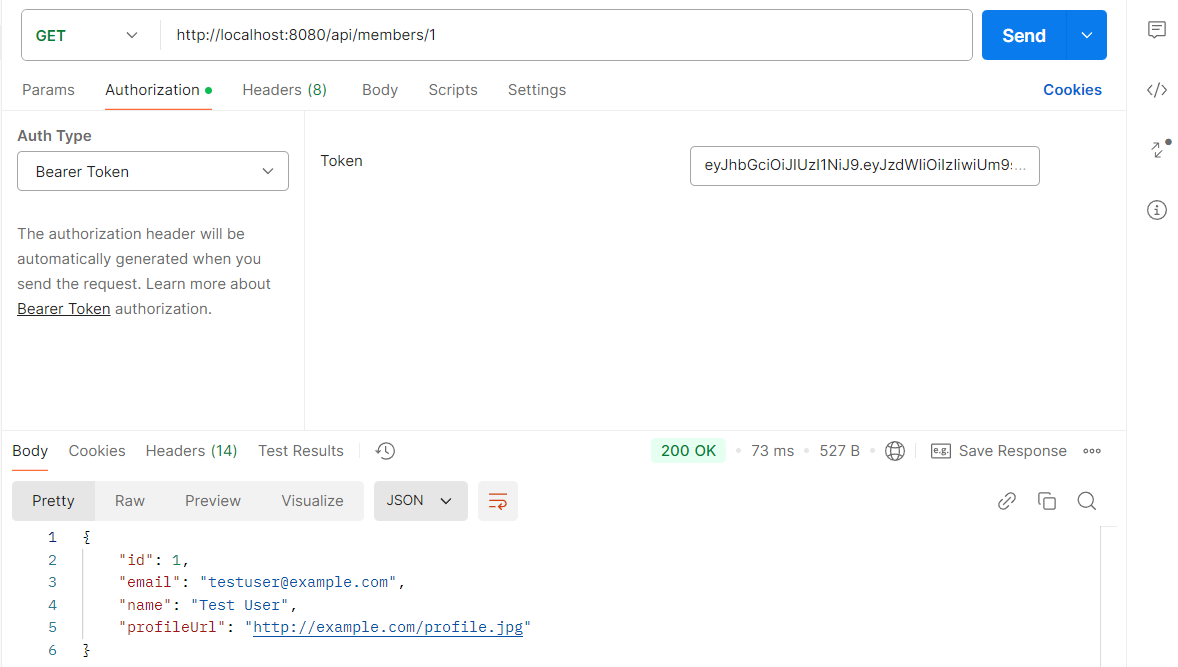 GET http://localhost:8080/api/members/1 Send
Params Authorization Headers (8) Body Scripts Settings Cookies
Auth Type
Bearer Token
The authorization header will be
automatically generated when you
send the request. Learn more about
Bearer Token authorization.
Token eyJhbGciOiJIUzI1NiJ9.eyJzdWIiOiIzIiwiUm9s...
Body Cookies Headers (14) Test Results 200 OK • 73 ms • 527 B • e.g. Save Response
Pretty Raw Preview Visualize JSON
1 {
2 "id": 1,
3 "email": "testuser@example.com",
4 "name": "Test User",
5 "profileUrl": "http://example.com/profile.jpg"
6 }